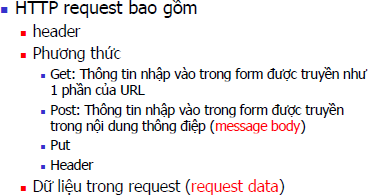 HTTP request bao gồm
header
Phương thức
Get: Thông tin nhập vào trong form được truyền như
1 phần của URL
Post: Thông tin nhập vào trong form được truyền
trong nội dung thông điệp (message body)
Put
Header
Dữ liệu trong request (request data)